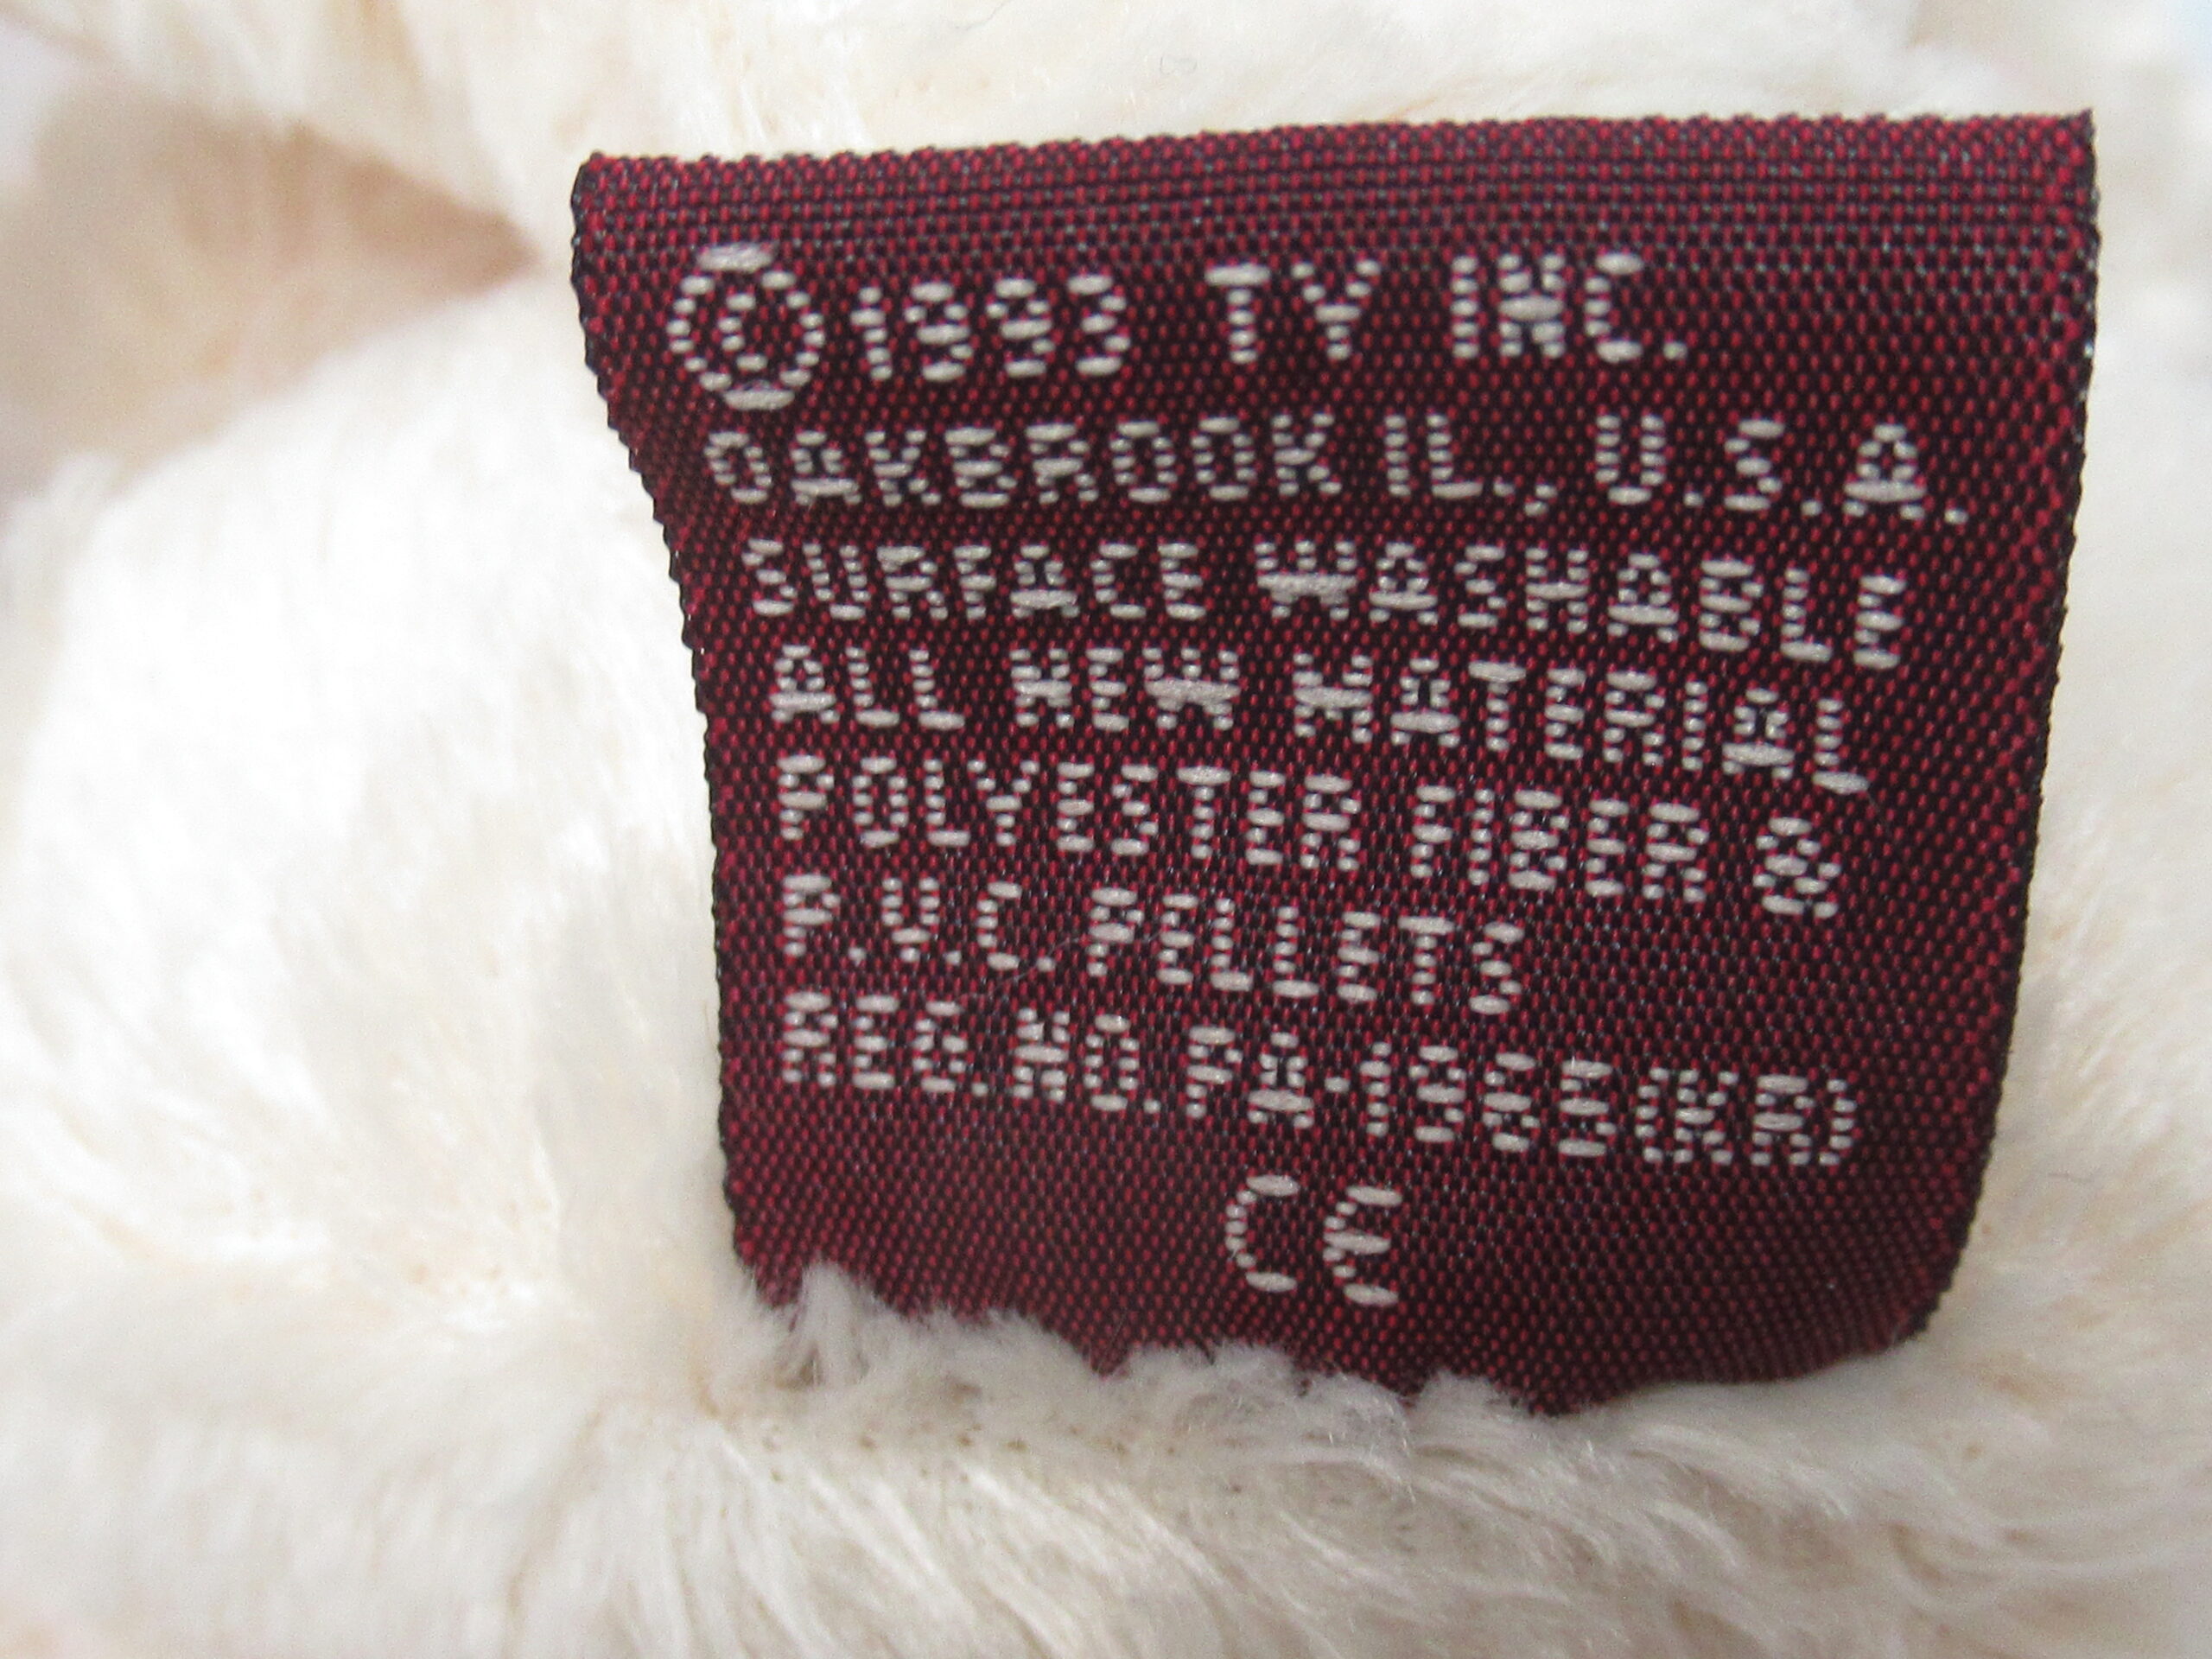 ©1993 TY INC.
OAKBROOK IL., U.S.A.
SURFACE WASHABLE
ALL NEW MATERIAL
POLYESTER FIBER &
P.V.C. PELLETS
REG.NO.PA-1965(KR)
CE